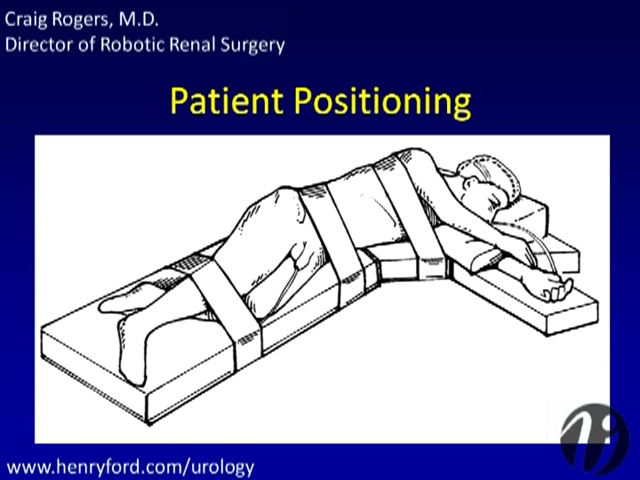 Craig Rogers, M.D.
Director of Robotic Renal Surgery
Patient Positioning
www.henryford.com/urology